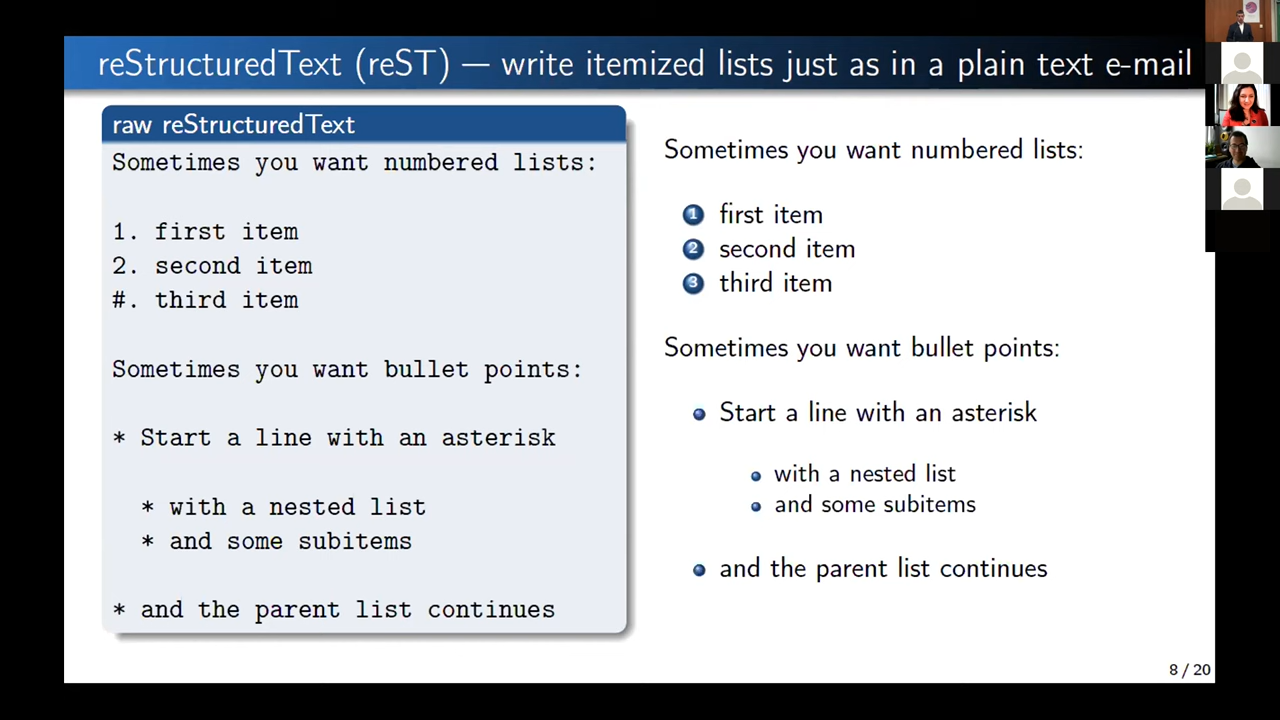 reStructuredText (reST) — write itemized lists just as in a plain text e-mail
raw reStructuredText
Sometimes you want numbered lists:
1. first item
2. second item
#. third item
Sometimes you want bullet points:
* Start a line with an asterisk
* with a nested list
* and some subitems
* and the parent list continues
Sometimes you want numbered lists:
1 first item
2 second item
3 third item
Sometimes you want bullet points:
• Start a line with an asterisk
• with a nested list
• and some subitems
• and the parent list continues
8 / 20